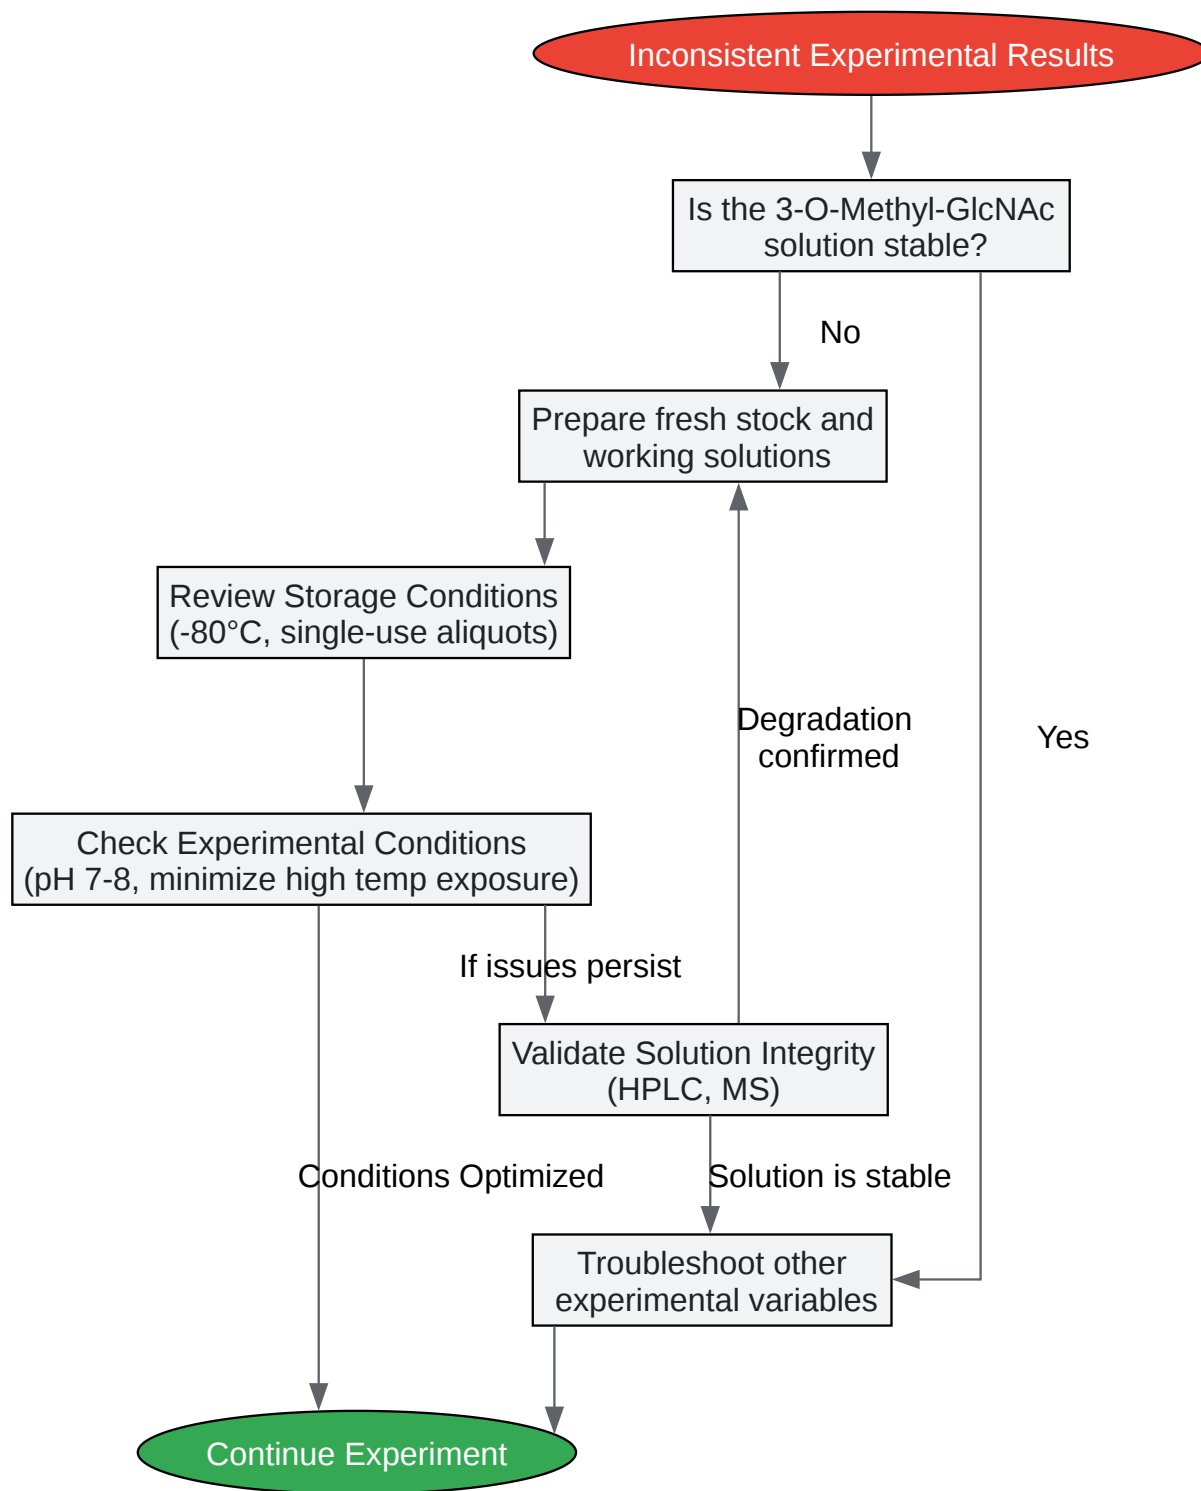 Inconsistent Experimental Results
Is the 3-O-Methyl-GlcNAc
solution stable?
No
Prepare fresh stock and
working solutions
Review Storage Conditions
(-80°C, single-use aliquots)
Degradation
confirmed
Yes
Check Experimental Conditions
(pH 7-8, minimize high temp exposure)
If issues persist
Validate Solution Integrity
(HPLC, MS)
Conditions Optimized
Solution is stable
Troubleshoot other
experimental variables
Continue Experiment